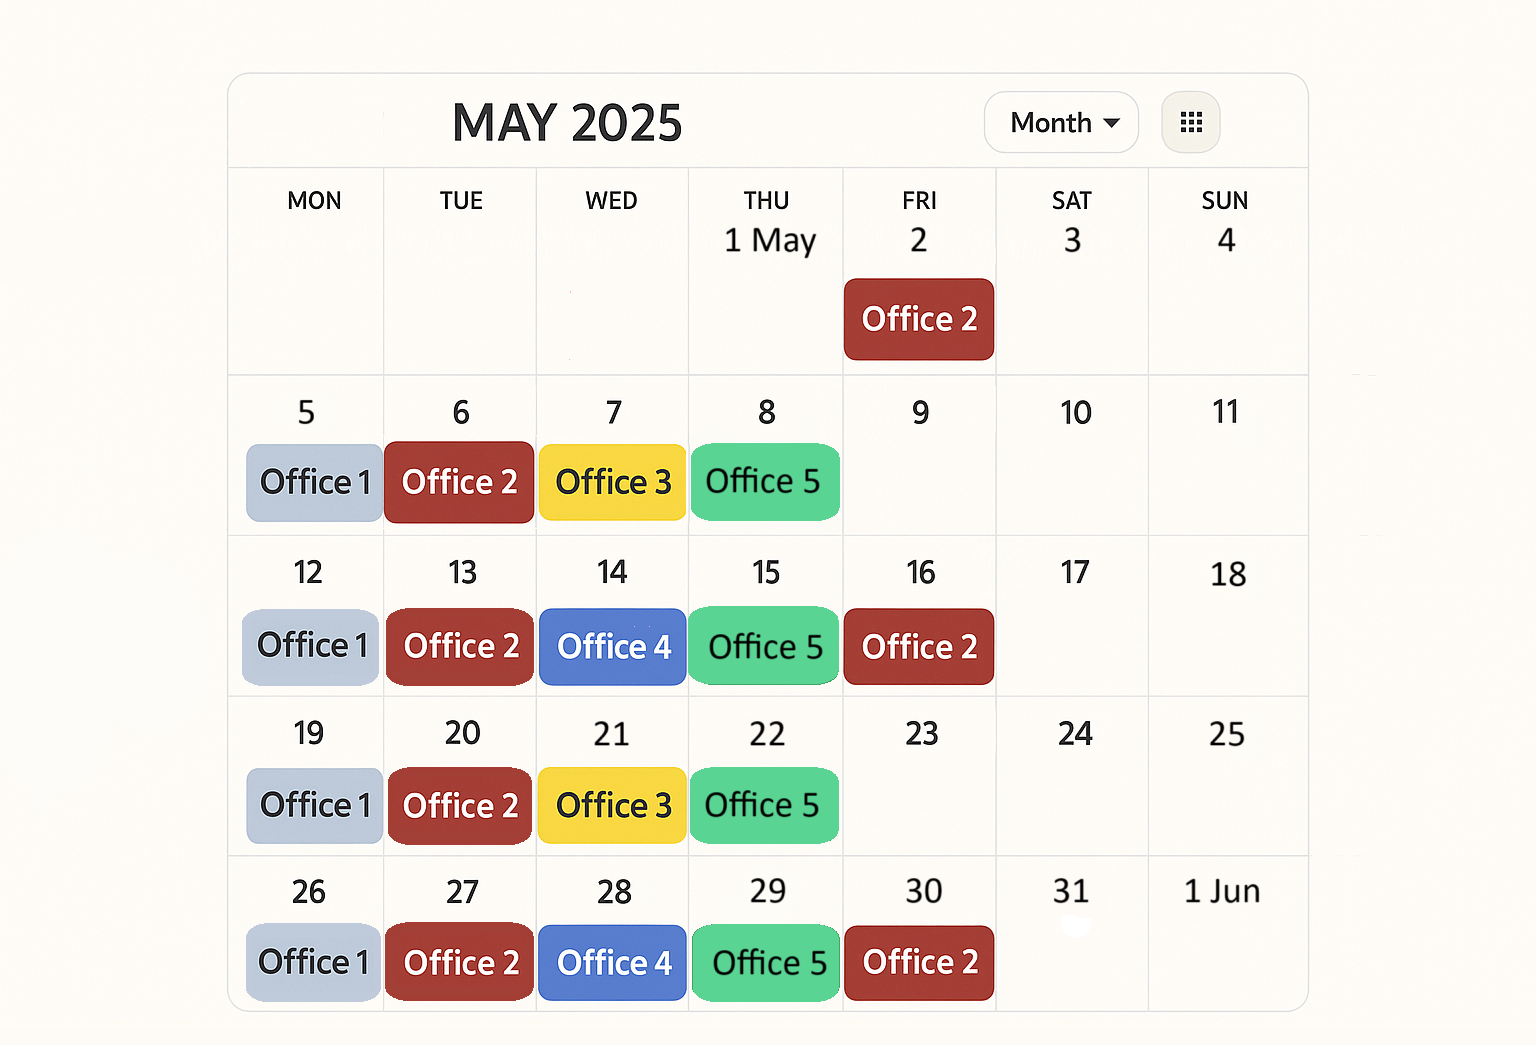 MAY 2025
Month
MON TUE WED THU FRI SAT SUN
1 May 2 3 4
Office 2
5 6 7 8 9 10 11
Office 1 Office 2 Office 3 Office 5
12 13 14 15 16 17 18
Office 1 Office 2 Office 4 Office 5 Office 2
19 20 21 22 23 24 25
Office 1 Office 2 Office 3 Office 5
26 27 28 29 30 31 1 Jun
Office 1 Office 2 Office 4 Office 5 Office 2